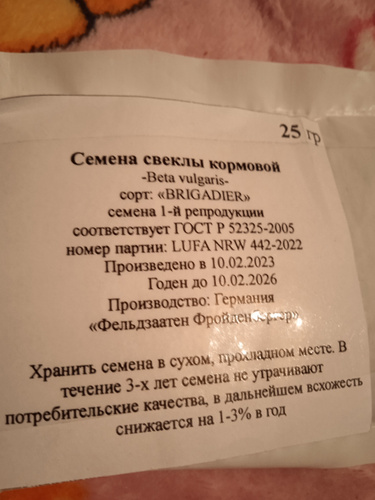 25 гр
Семена свеклы кормовой
-Beta vulgaris-
сорт: «BRIGADIER»
семена 1-й репродукции
соответствует ГОСТ Р 52325-2005
номер партии: LUFA NRW 442-2022
Произведено в 10.02.2023
Годен до 10.02.2026
Производство: Германия
«Фельдзаатен Фройденбергер»
Хранить семена в сухом, прохладном месте. В
течение 3-х лет семена не утрачивают
потребительские качества, в дальнейшем всхожесть
снижается на 1-3% в год